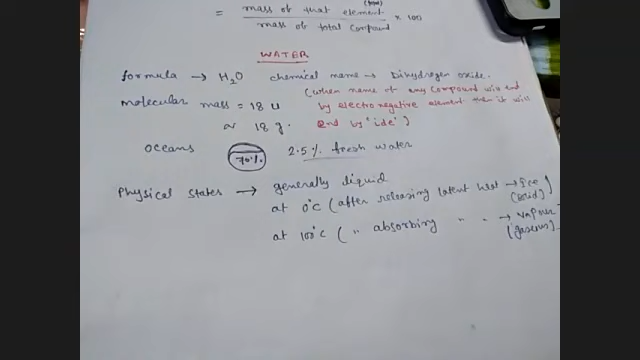 (total)
= mass of that element / mass of total compound × 100
WATER
formula → H2O chemical name → Dihydrogen oxide.
(when name of any compound will end
molecular mass = 18 u by electronegative element then it will
or 18 g. end by 'ide')
Oceans 70% 2.5% fresh water
Physical states → generally liquid
at 0°C (after releasing latent heat → Ice
(solid)
at 100°C ( " absorbing " " → vapour
(gaseous)